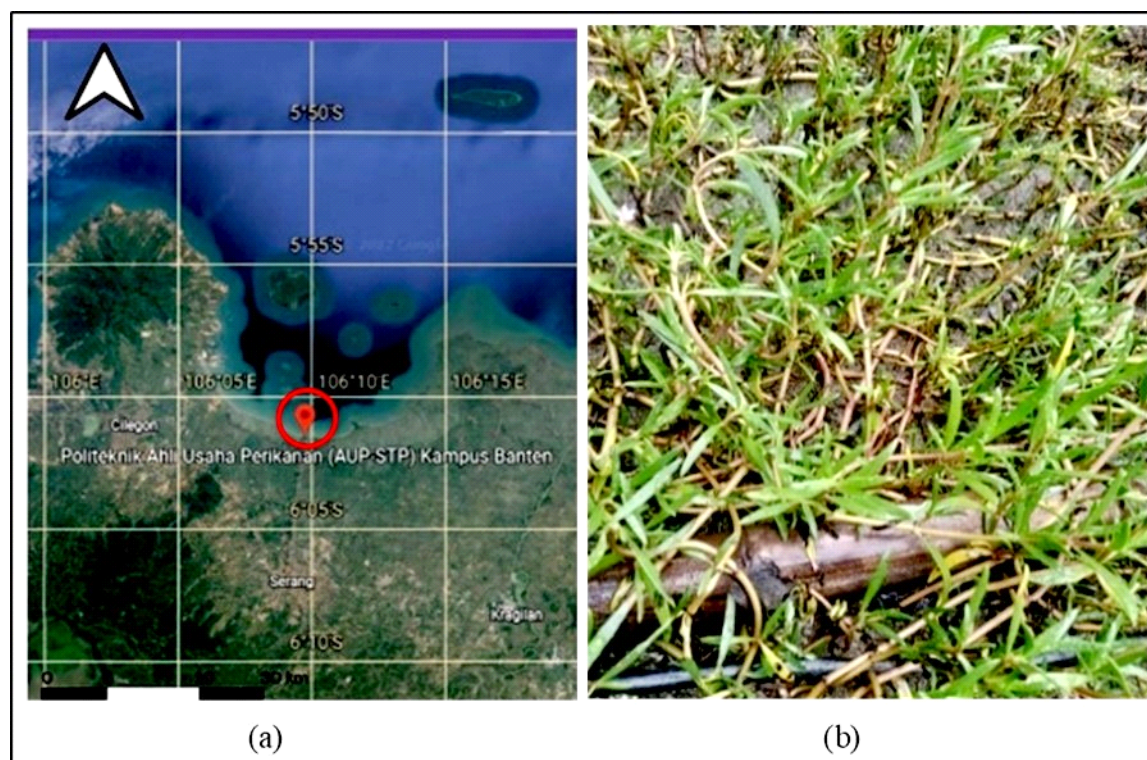 5°50'S
5°55'S
106°E
106°05'E
106°10'E
106°15'E
Cilegon
Politeknik Ahli Usaha Perikanan (AUP-STP) Kampus Banten
6°05'S
Serang
Kragilan
6°10'S
0
30 km
(a)
(b)